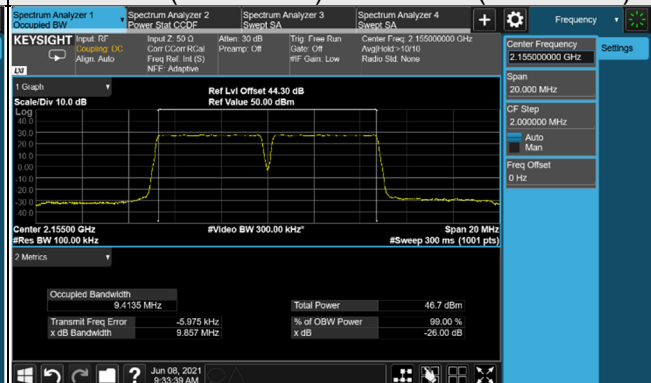 Spectrum Analyzer 1
Occupied BW
Spectrum Analyzer 2
Power Stat CCDF
Spectrum Analyzer 3
Swept SA
Spectrum Analyzer 4
Swept SA
Frequency
KEYSIGHT
Input: RF
Coupling: DC
Align: Auto
Input Z: 50 Ω
Corr CCorr RCal
Freq Ref: Int (S)
NFE: Adaptive
Atten: 30 dB
Preamp: Off
Trig: Free Run
Gate: Off
#IF Gain: Low
Center Freq: 2.155000000 GHz
Avg|Hold:>10/10
Radio Std: None
LXI
Center Frequency
2.155000000 GHz
Settings
Span
20.000 MHz
CF Step
2.000000 MHz
Auto
Man
Freq Offset
0 Hz
1 Graph
Scale/Div 10.0 dB
Ref Lvl Offset 44.30 dB
Ref Value 50.00 dBm
Log
40.0
30.0
20.0
10.0
0.00
-10.0
-20.0
-30.0
-40.0
Center 2.15500 GHz
#Res BW 100.00 kHz
#Video BW 300.00 kHz*
Span 20 MHz
#Sweep 300 ms (1001 pts)
2 Metrics
Occupied Bandwidth
9.4135 MHz
Total Power 46.7 dBm
Transmit Freq Error -5.975 kHz
% of OBW Power 99.00 %
x dB Bandwidth 9.857 MHz
x dB -26.00 dB
Jun 08, 2021
9:33:39 AM